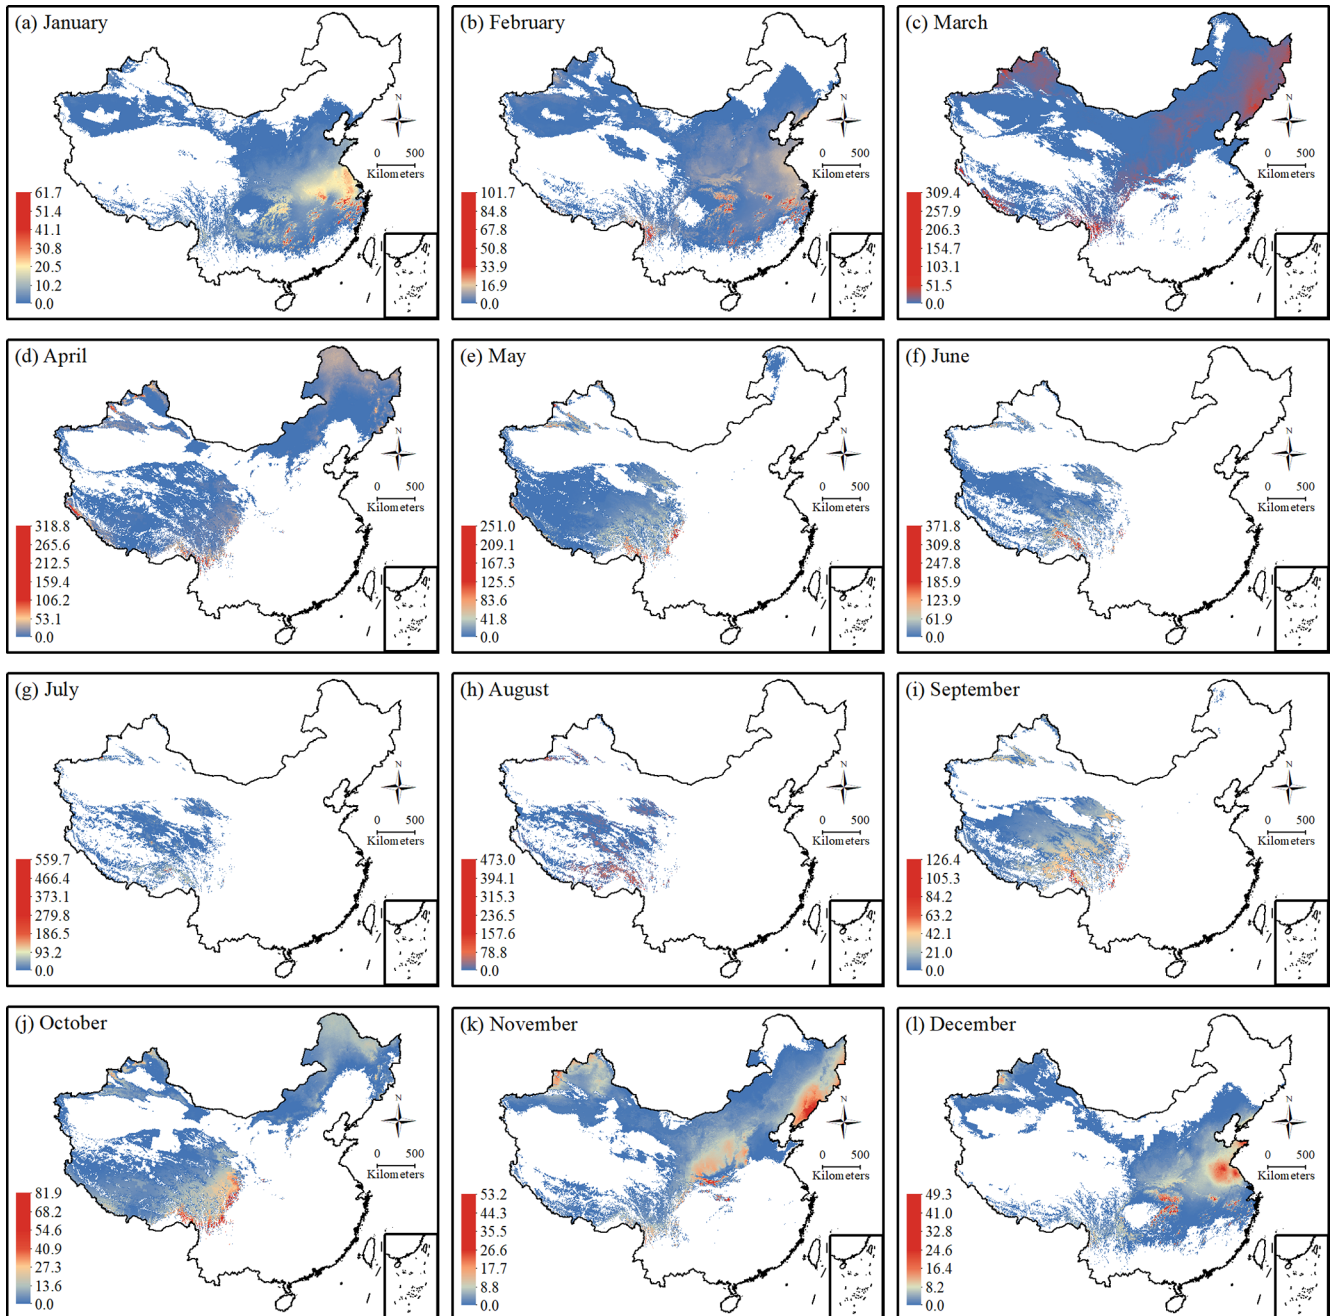 (a) January
N
0 500
Kilometers
61.7
51.4
41.1
30.8
20.5
10.2
0.0
(b) February
N
0 500
Kilometers
101.7
84.8
67.8
50.8
33.9
16.9
0.0
(c) March
N
0 500
Kilometers
309.4
257.9
206.3
154.7
103.1
51.5
0.0
(d) April
N
0 500
Kilometers
318.8
265.6
212.5
159.4
106.2
53.1
0.0
(e) May
N
0 500
Kilometers
251.0
209.1
167.3
125.5
83.6
41.8
0.0
(f) June
N
0 500
Kilometers
371.8
309.8
247.8
185.9
123.9
61.9
0.0
(g) July
N
0 500
Kilometers
559.7
466.4
373.1
279.8
186.5
93.2
0.0
(h) August
N
0 500
Kilometers
473.0
494.1
315.3
236.5
157.6
78.8
0.0
(i) September
N
0 500
Kilometers
126.4
105.3
84.2
63.2
42.1
21.0
0.0
(j) October
N
0 500
Kilometers
81.9
68.2
54.6
40.9
27.3
13.6
0.0
(k) November
N
0 500
Kilometers
53.2
44.3
35.5
26.6
17.7
8.8
0.0
(l) December
N
0 500
Kilometers
49.3
41.0
32.8
24.6
16.4
8.2
0.0